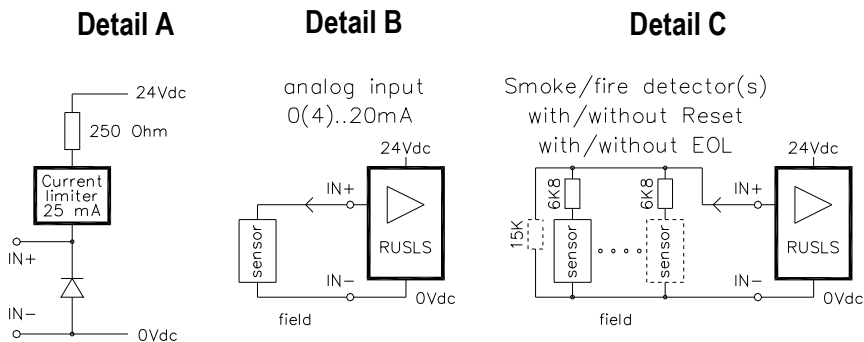 Detail A
24Vdc
250 Ohm
Current
limiter
25 mA
IN+
IN−
0Vdc
Detail B
analog input
0(4)..20mA
24Vdc
IN+
sensor
RUSLS
IN−
0Vdc
field
Detail C
Smoke/fire detector(s)
with/without Reset
with/without EOL
24Vdc
6K8
6K8
IN+
15K
sensor
sensor
RUSLS
IN−
0Vdc
field